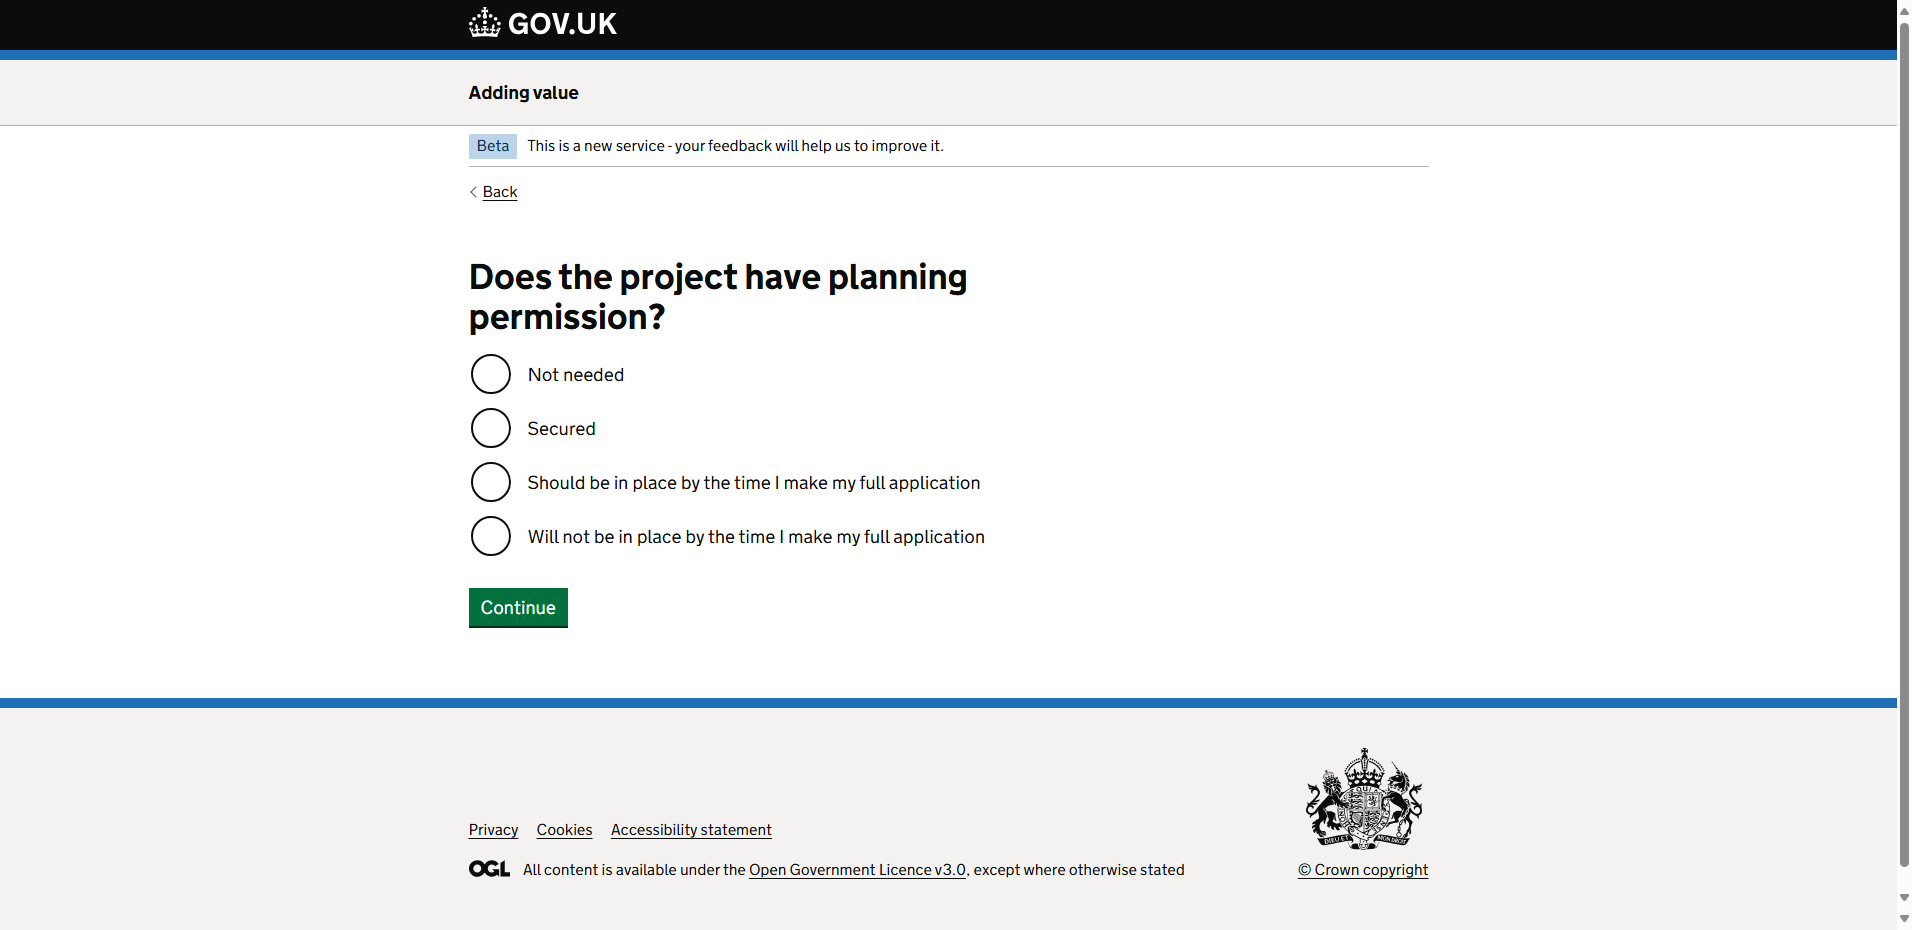 GOV.UK
Adding value
Beta This is a new service - your feedback will help us to improve it.
Back
Does the project have planning
permission?
Not needed
Secured
Should be in place by the time I make my full application
Will not be in place by the time I make my full application
Continue
Privacy Cookies Accessibility statement
OGL All content is available under the Open Government Licence v3.0, except where otherwise stated
© Crown copyright